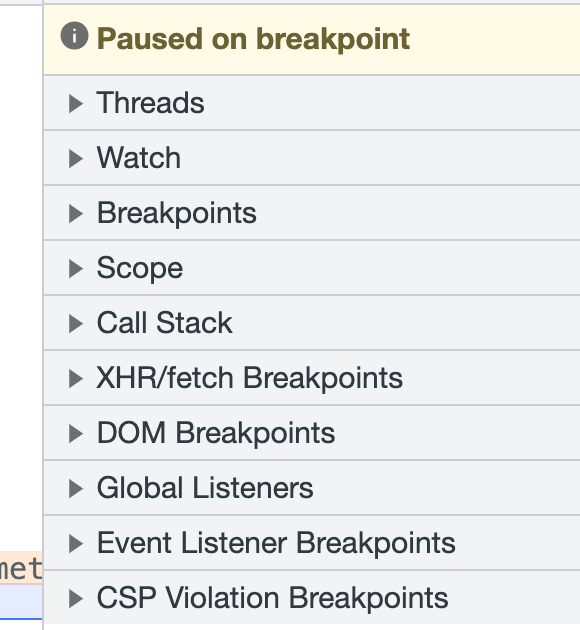 Paused on breakpoint
Threads
Watch
Breakpoints
Scope
Call Stack
XHR/fetch Breakpoints
DOM Breakpoints
Global Listeners
Event Listener Breakpoints
met
CSP Violation Breakpoints